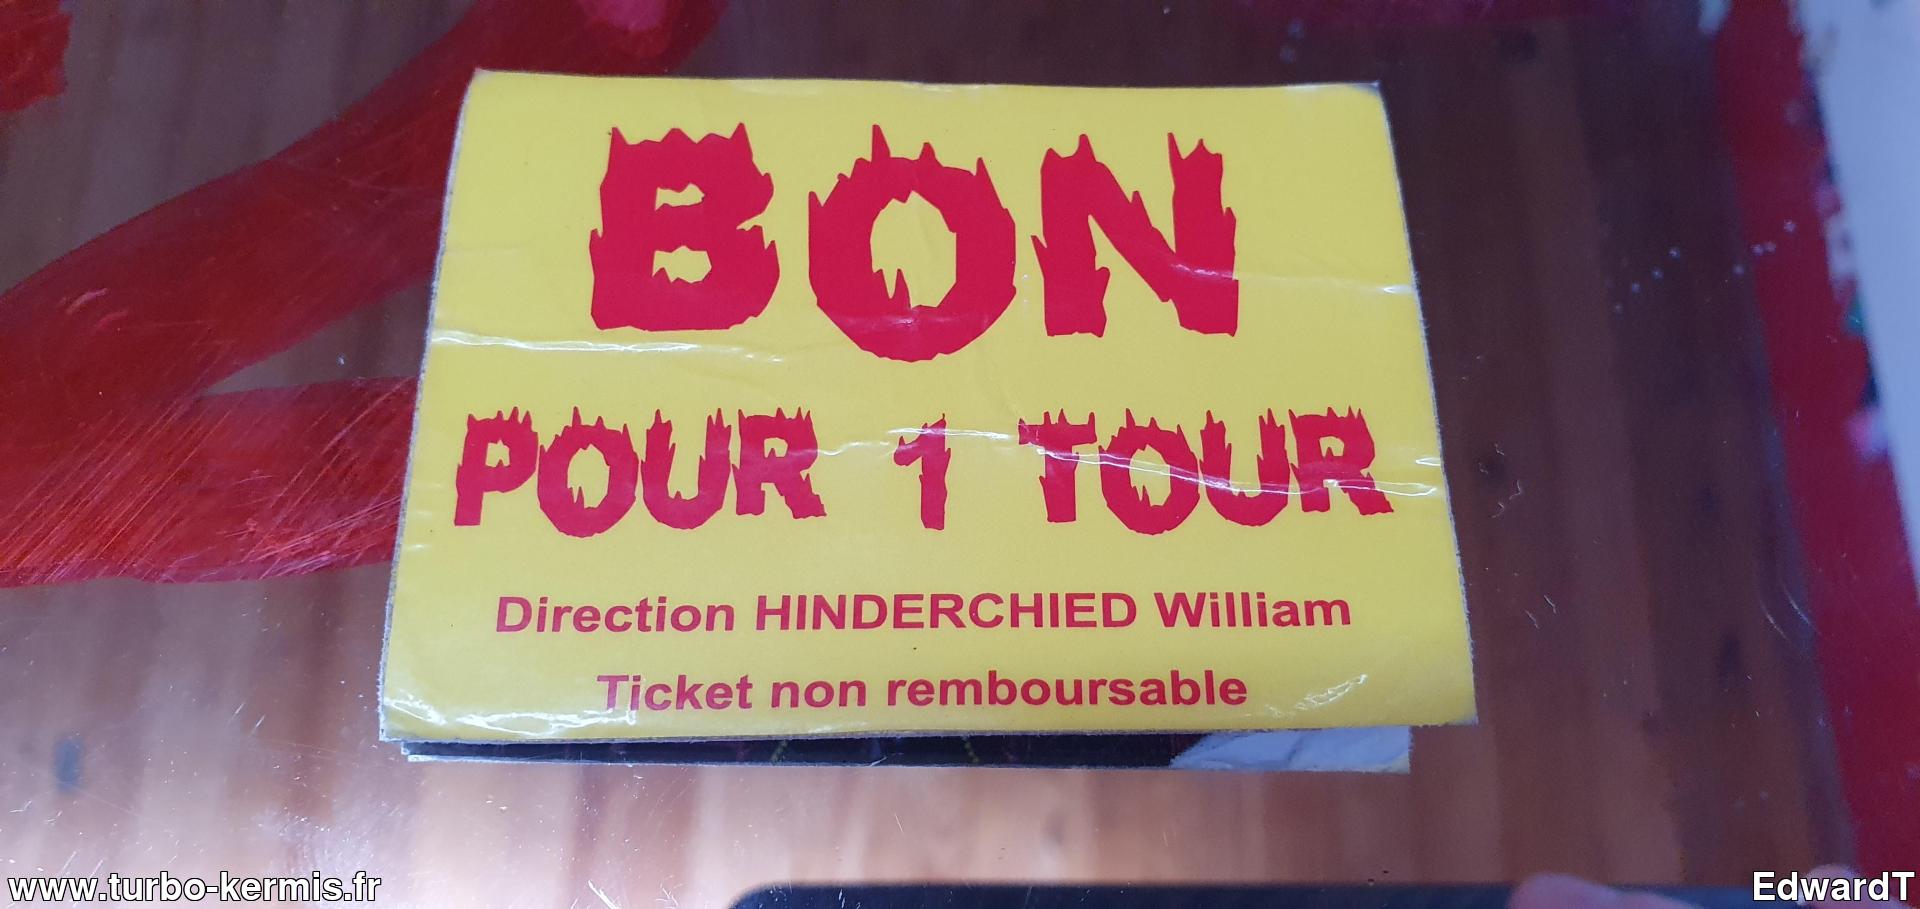 BON
POUR 1 TOUR
Direction HINDERCHIED William
Ticket non remboursable
www.turbo-kermis.fr
EdwardT